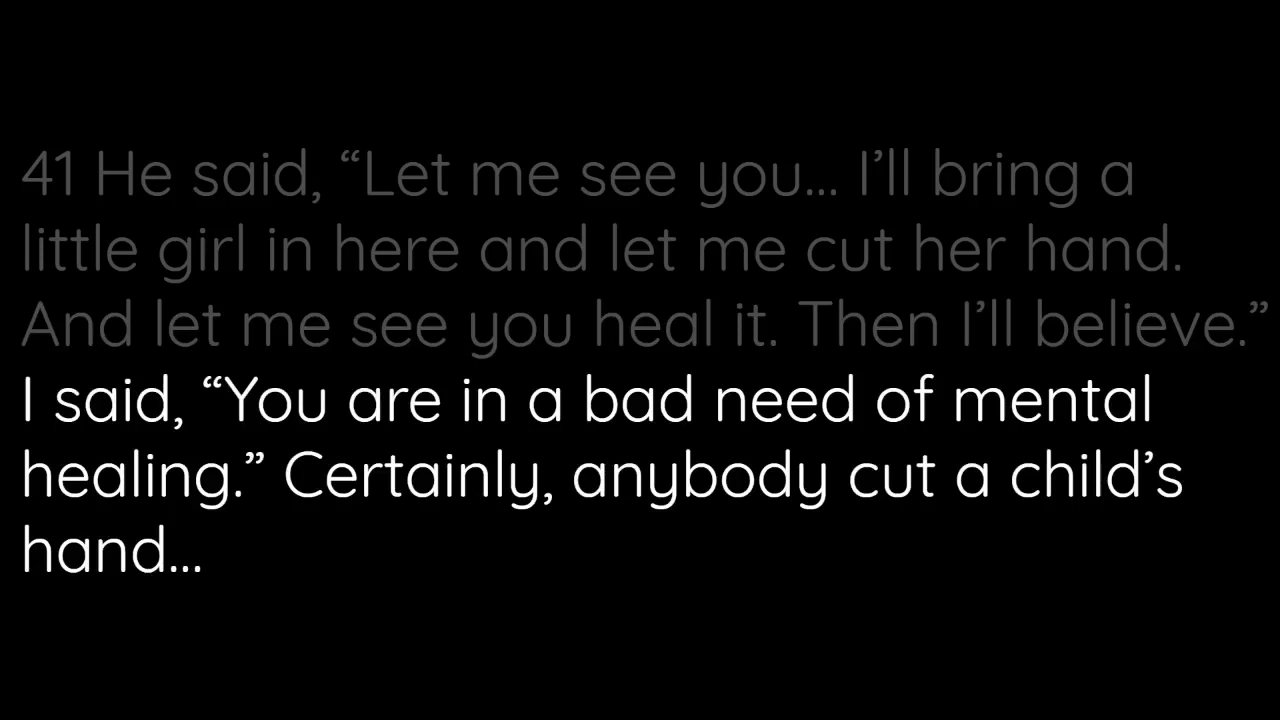 41 He said, “Let me see you... I’ll bring a
little girl in here and let me cut her hand.
And let me see you heal it. Then I’ll believe.”
I said, “You are in a bad need of mental
healing.” Certainly, anybody cut a child’s
hand...